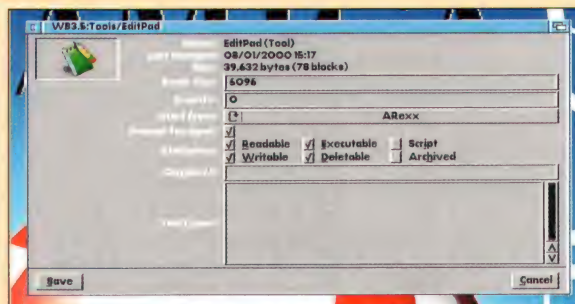 WB3.5:Tools/EditPad
EditPad (Tool)
08/01/2000 15:17
39,632 bytes (78 blocks)
6096
0
ARexx
Readable Executable Script
Writable Deletable Archived
Save Cancel